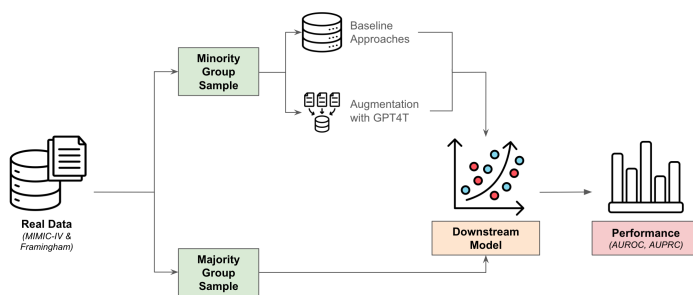 Baseline
Approaches
Minority
Group
Sample
Augmentation
with GPT4T
Real Data
(MIMIC-IV &
Framingham)
Downstream
Model
Performance
(AUROC, AUPRC)
Majority
Group
Sample